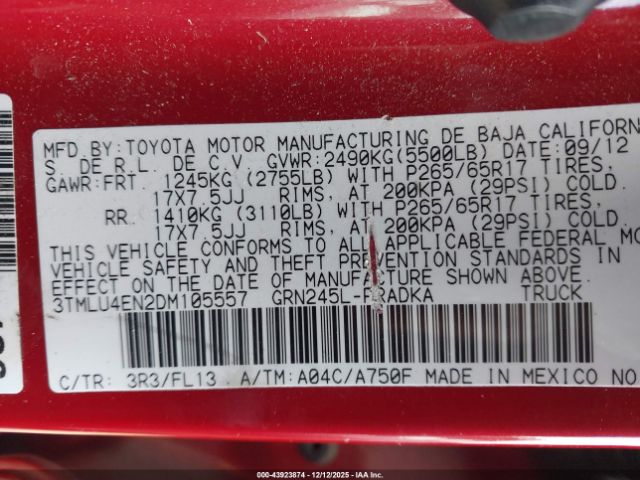 MFD.BY:TOYOTA MOTOR MANUFACTURING DE BAJA CALIFORN
S. DE R.L. DE C.V. GVWR:2490KG(5500LB) DATE:09/12
GAWR:FRT. 1245KG (2755LB) WITH P265/65R17 TIRES,
17X7.5JJ RIMS, AT 200KPA (29PSI) COLD.
RR. 1410KG (3110LB) WITH P265/65R17 TIRES,
17X7.5JJ RIMS, AT 200KPA (29PSI) COLD.
THIS VEHICLE CONFORMS TO ALL APPLICABLE FEDERAL MO
VEHICLE SAFETY AND THEFT PREVENTION STANDARDS IN
EFFECT ON THE DATE OF MANUFACTURE SHOWN ABOVE.
3TMLU4EN2DM105557 GRN245L-PRADKA TRUCK
C/TR: 3R3/FL13 A/TM:A04C/A750F MADE IN MEXICO NO.
000-43923874 | 12/12/2025 | IAAI.COM